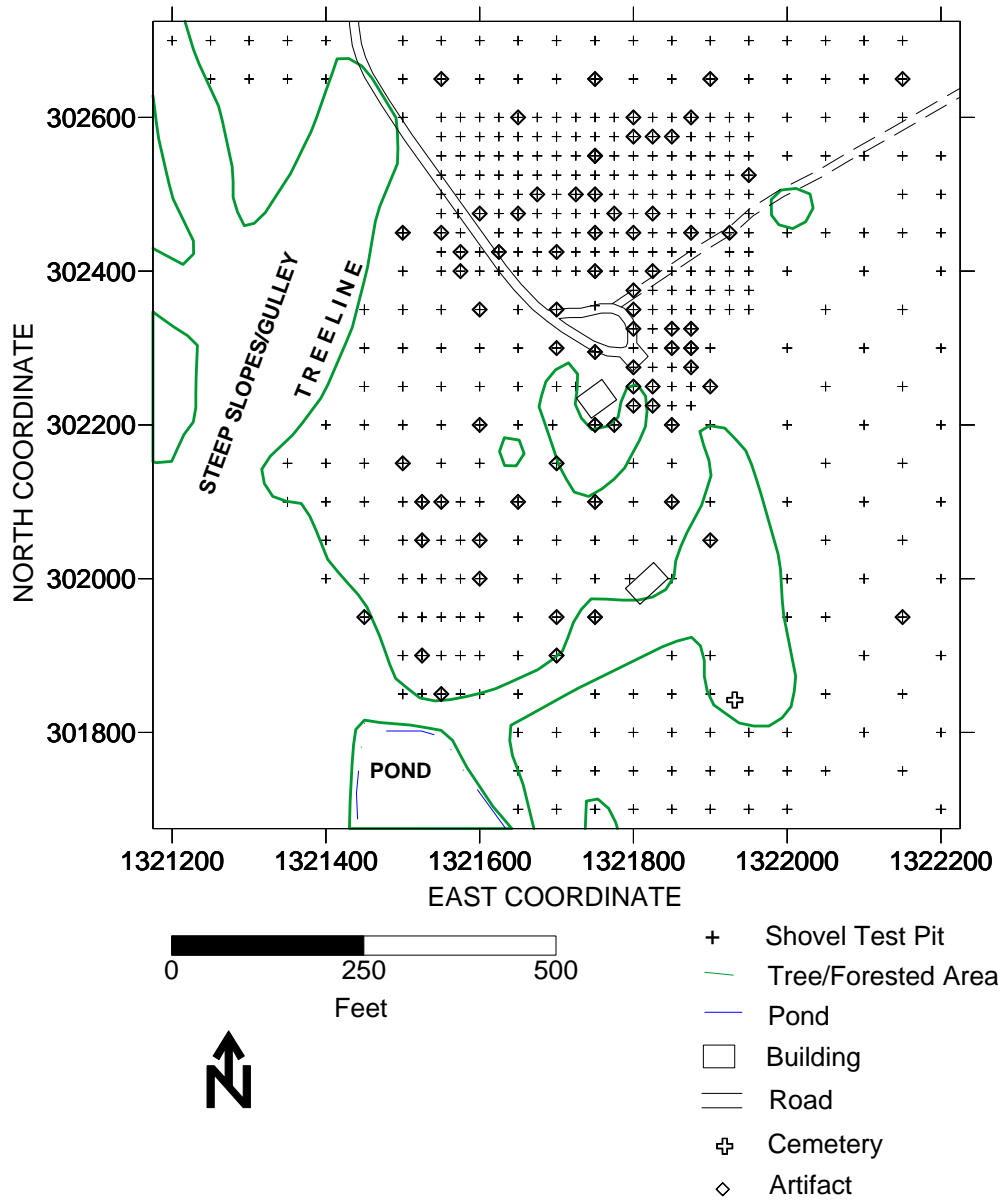 302600
302400
302200
302000
301800
NORTH COORDINATE
STEEP SLOPES/GULLEY
TREELINE
POND
1321200 1321400 1321600 1321800 1322000 1322200
EAST COORDINATE
0 250 500
Feet
N
Shovel Test Pit
Tree/Forested Area
Pond
Building
Road
Cemetery
Artifact